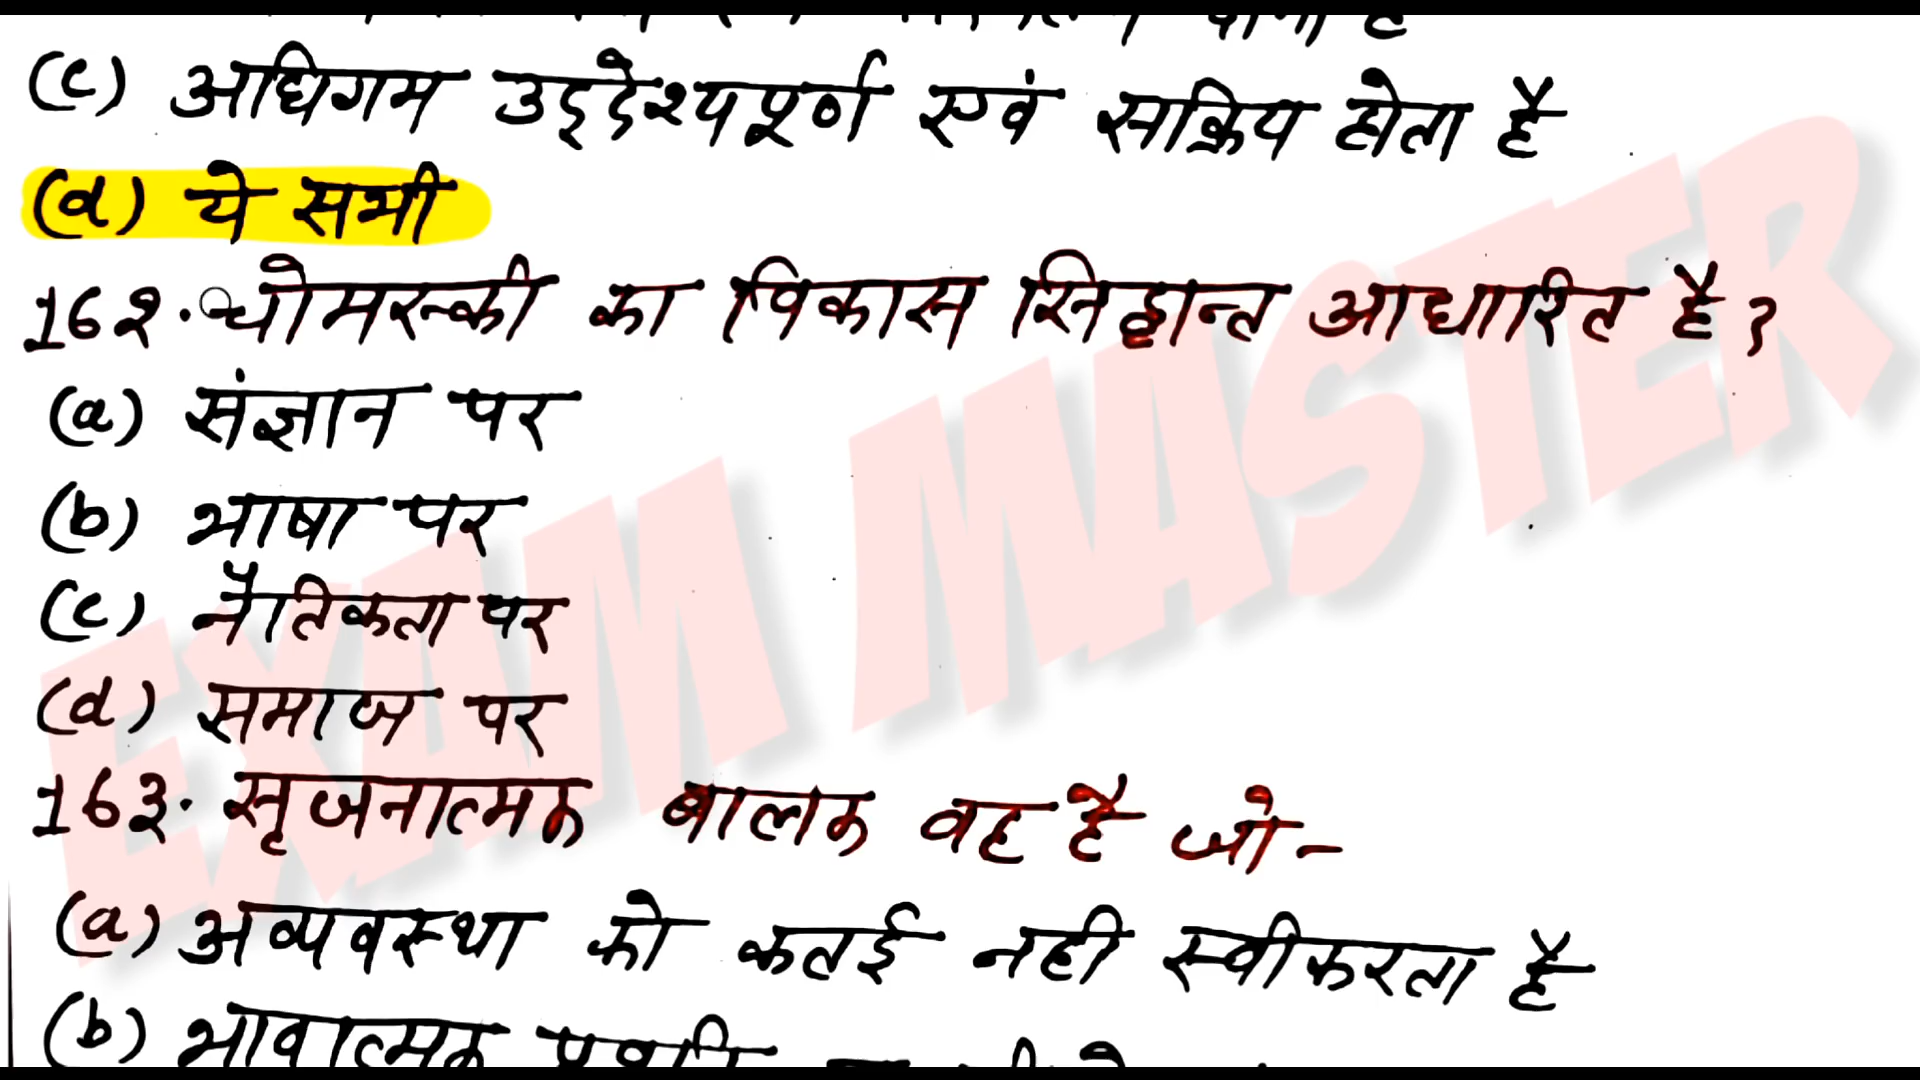 (c) अधिगम उद्देश्यपूर्ण एवं सक्रिय होता है
(d) ये सभी
162. चोमस्की का विकास सिद्धान्त आधारित है?
(a) संज्ञान पर
(b) भाषा पर
(c) नैतिकता पर
(d) समाज पर
163. सृजनात्मक बालक वह है जो-
(a) अव्यवस्था को कतई नही स्वीकरता है
(b) भावात्मक
EXAM MASTER